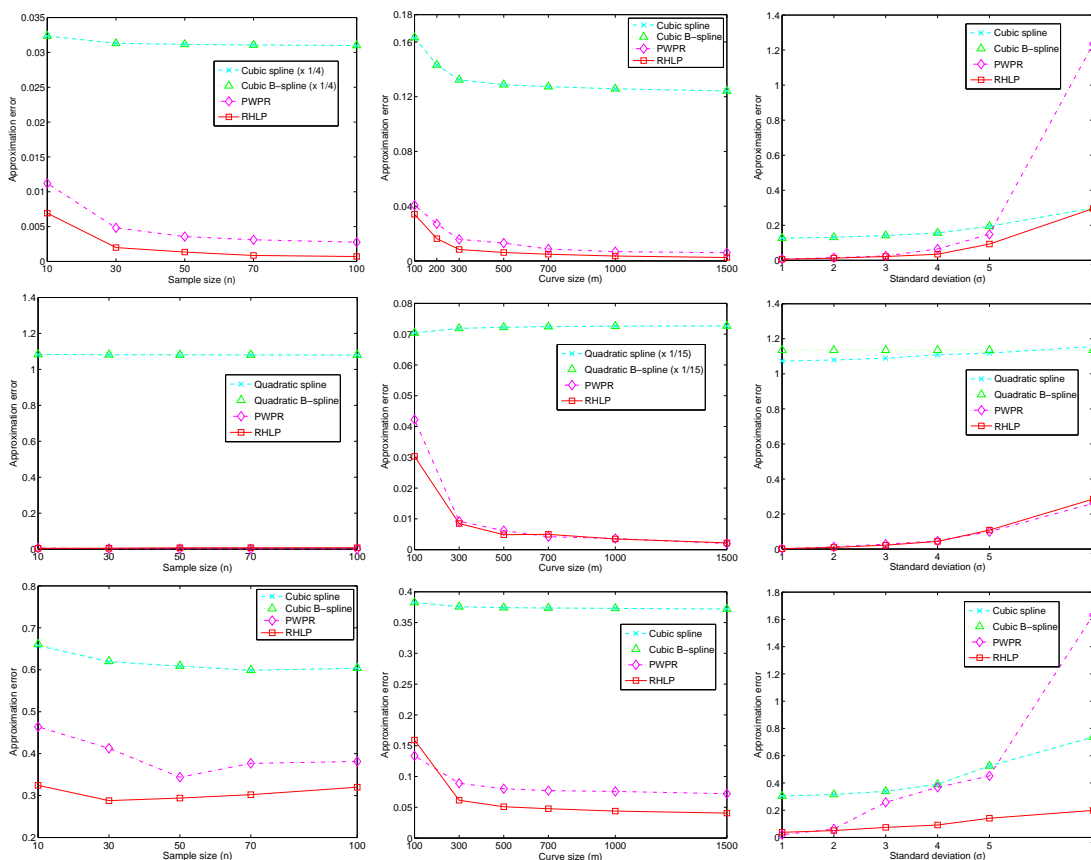 0.035
0.03
0.025
0.02
0.015
0.01
0.005
0
Approximation error
Cubic spline (x 1/4)
Cubic B−spline (x 1/4)
PWPR
RHLP
10 30 50 70 100
Sample size (n)
0.18
0.16
0.12
0.08
0.04
0
Approximation error
Cubic spline
Cubic B−spline
PWPR
RHLP
100 200 300 500 700 1000 1500
Curve size (m)
1.4
1.2
1
0.8
0.6
0.4
0.2
0
Approximation error
Cubic spline
Cubic B−spline
PWPR
RHLP
1 2 3 4 5
Standard deviation (σ)
1.4
1.2
1
0.8
0.6
0.4
0.2
0
Approximation error
Quadratic spline
Quadratic B−spline
PWPR
RHLP
10 30 50 70 100
Sample size (n)
0.08
0.07
0.06
0.05
0.04
0.03
0.02
0.01
0
Approximation error
Quadratic spline (x 1/15)
Quadratic B−spline (x 1/15)
PWPR
RHLP
100 300 500 700 1000 1500
Curve size (m)
1.4
1.2
1
0.8
0.6
0.4
0.2
0
Approximation error
Quadratic spline
Quadratic B−spline
PWPR
RHLP
1 2 3 4 5
Standard deviation (σ)
0.8
0.7
0.6
0.5
0.4
0.3
0.2
Approximation error
Cubic spline
Cubic B−spline
PWPR
RHLP
10 30 50 70 100
Sample size (n)
0.4
0.35
0.3
0.25
0.2
0.15
0.1
0.05
0
Approximation error
Cubic spline
Cubic B−spline
PWPR
RHLP
100 300 500 700 1000 1500
Curve size (m)
1.8
1.6
1.4
1.2
1
0.8
0.6
0.4
0.2
0
Approximation error
Cubic spline
Cubic B−spline
PWPR
RHLP
1 2 3 4 5
Standard deviation (σ)